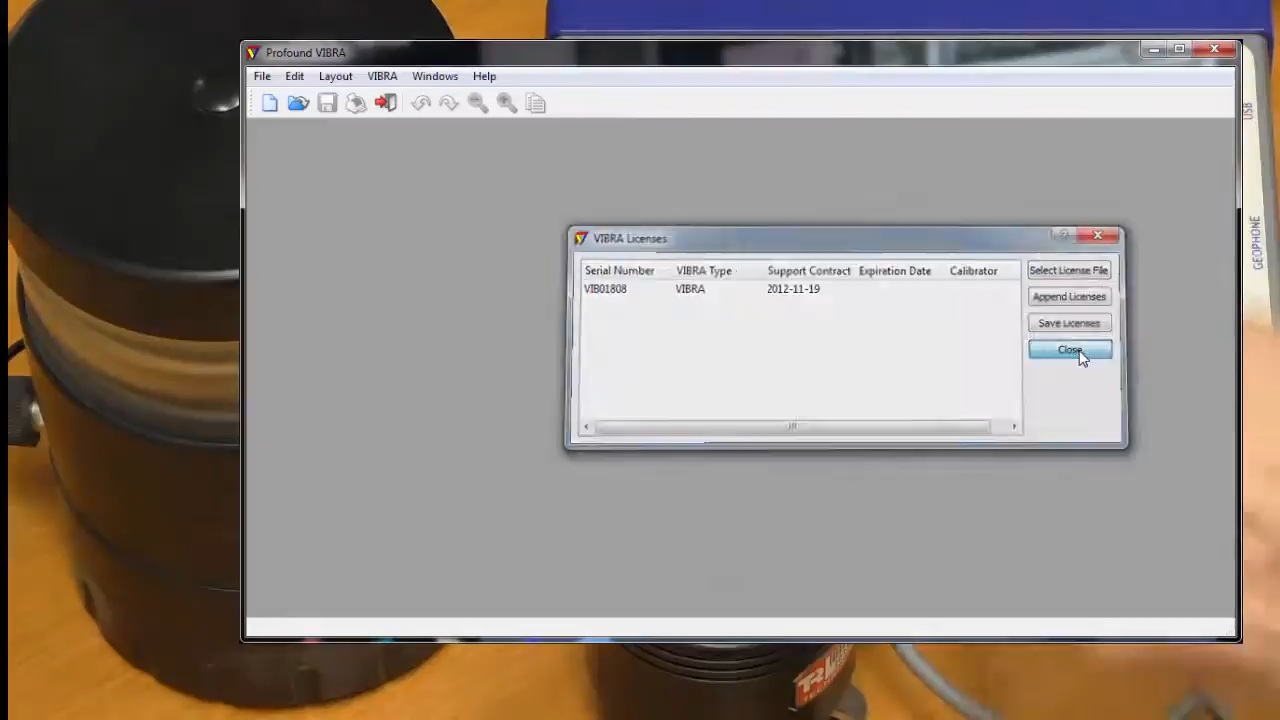 Profound VIBRA
File Edit Layout VIBRA Windows Help
VIBRA Licenses
Serial Number VIBRA Type Support Contract Expiration Date Calibrator
VIB01808 VIBRA 2012-11-19
Select License File
Append Licenses
Save Licenses
Close
USB
GEOPHONE